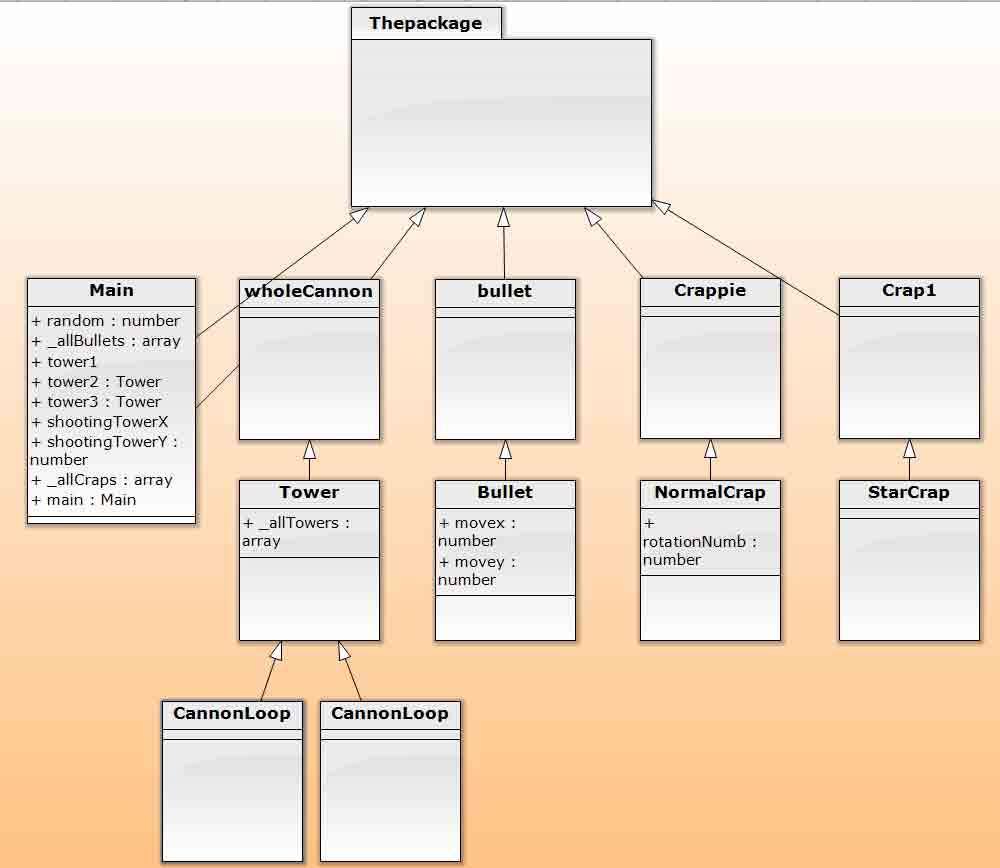 Thepackage
Main
+ random : number
+ _allBullets : array
+ tower1
+ tower2 : Tower
+ tower3 : Tower
+ shootingTowerX
+ shootingTowerY :
number
+ _allCraps : array
+ main : Main
wholeCannon
bullet
Crappie
Crap1
Tower
+ _allTowers :
array
Bullet
+ movex :
number
+ movey :
number
NormalCrap
+
rotationNumb :
number
StarCrap
CannonLoop
CannonLoop